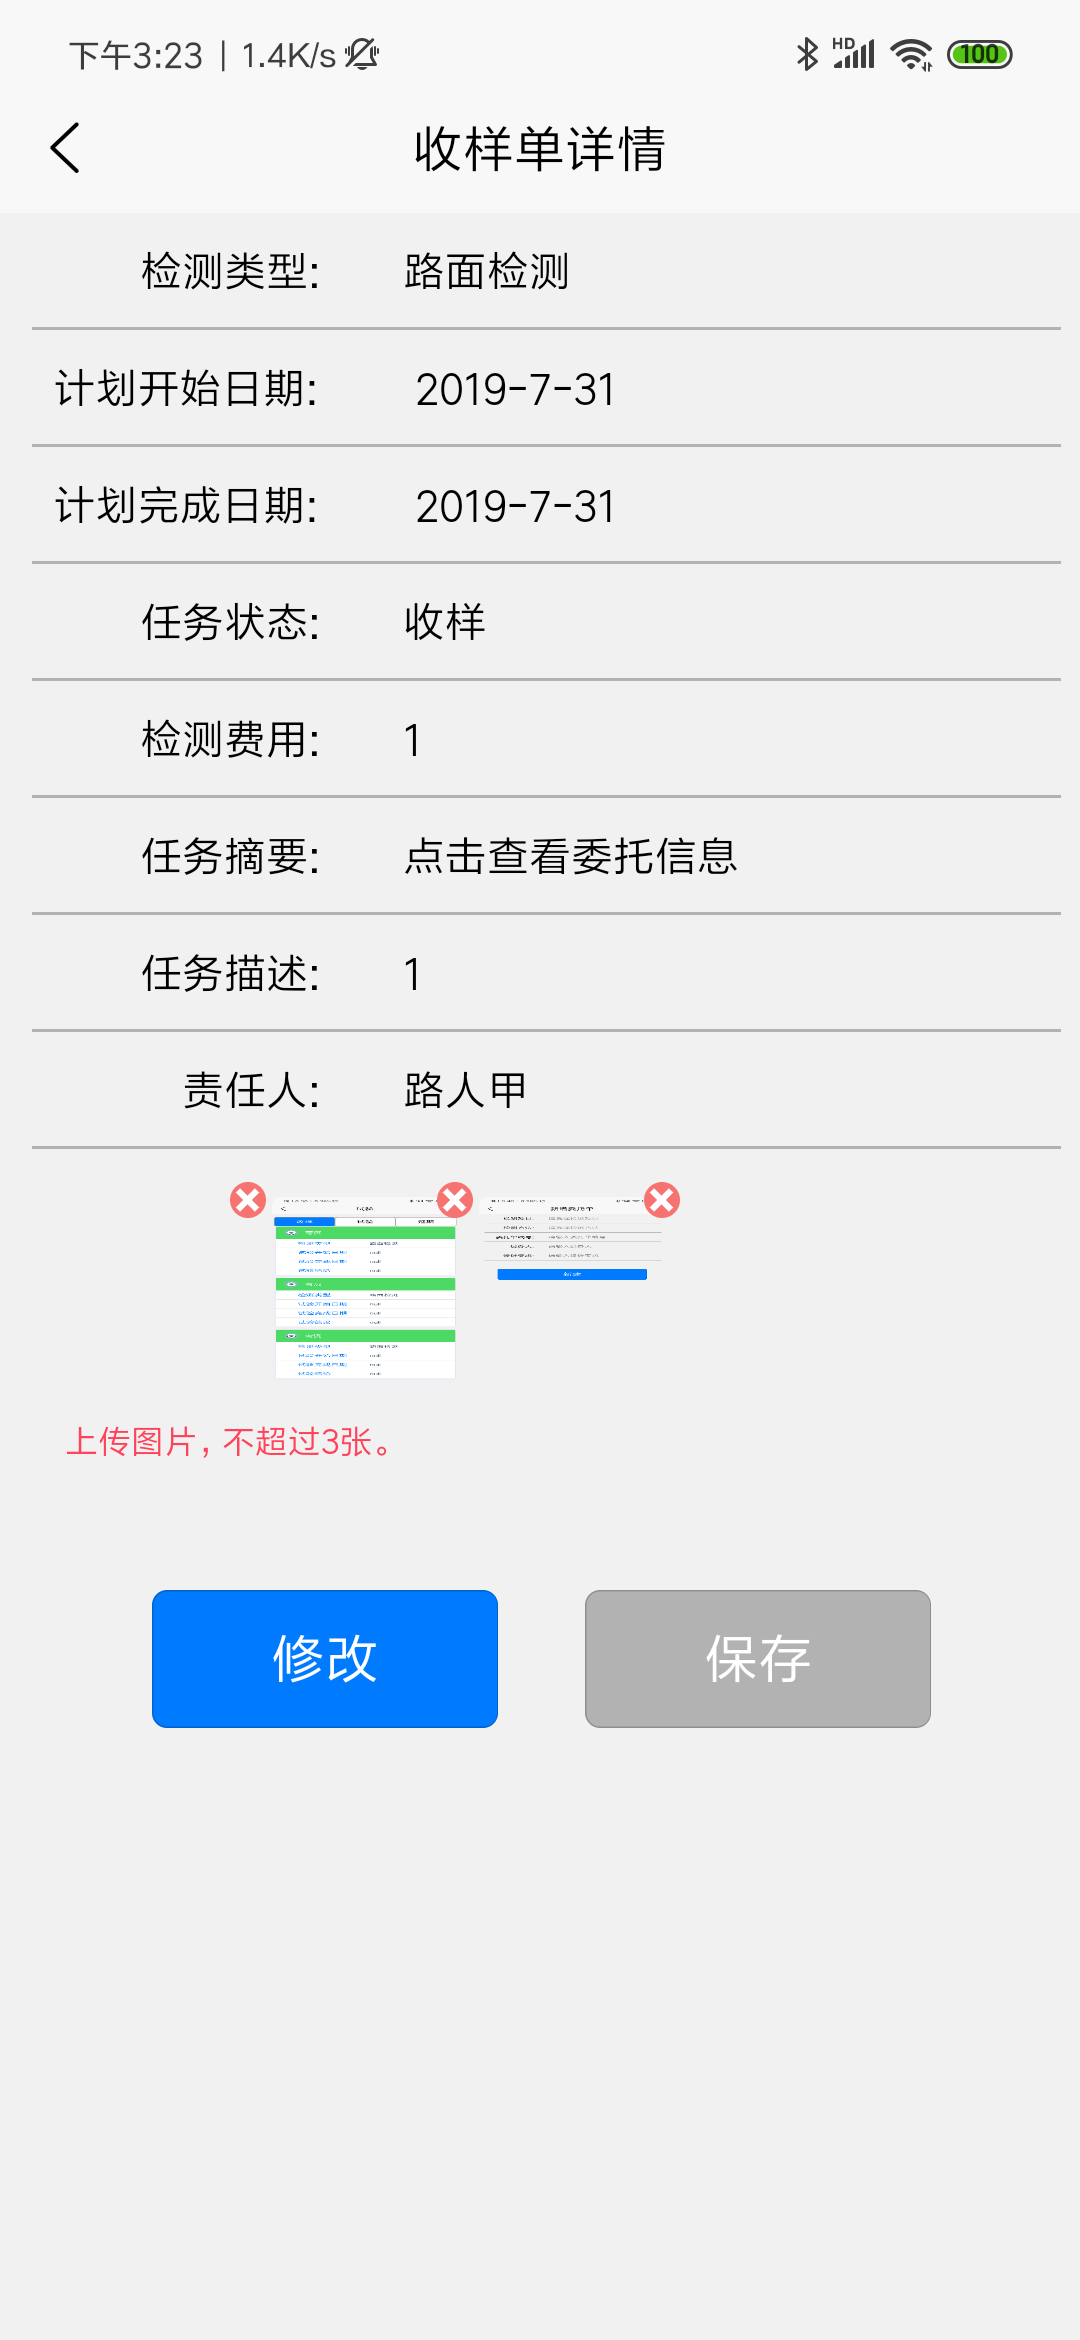 下午3:23 | 1.4K/s
HD
100
收样单详情
检测类型: 路面检测
计划开始日期: 2019-7-31
计划完成日期: 2019-7-31
任务状态: 收样
检测费用: 1
任务摘要: 点击查看委托信息
任务描述: 1
责任人: 路人甲
上传图片, 不超过3张。
修改 保存